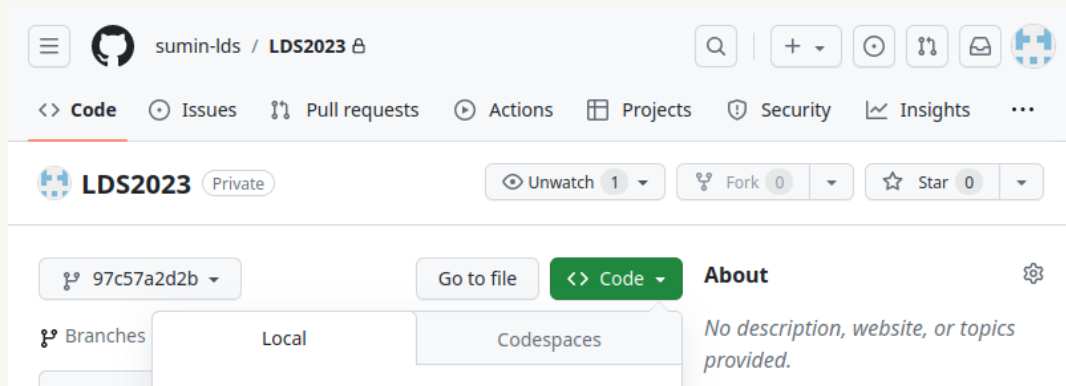 sumin-lds / LDS2023
Code Issues Pull requests Actions Projects Security Insights
LDS2023 Private Unwatch 1 Fork 0 Star 0
97c57a2d2b Go to file Code About
Branches Local Codespaces No description, website, or topics
provided.